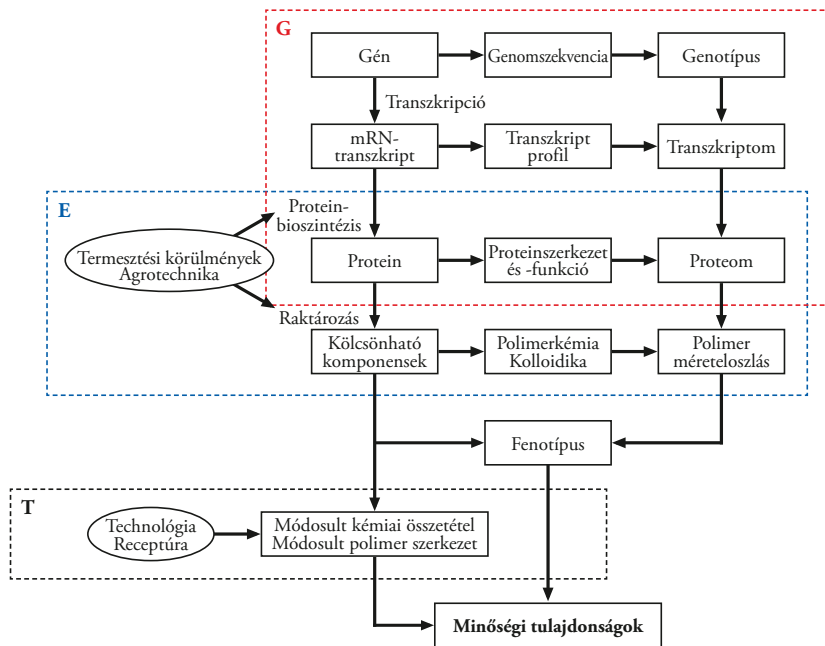 G
Gén
Genomszekvencia
Genotípus
Transzkripció
mRN-
transzkript
Transzkript
profil
Transzkriptom
E
Protein-
bioszintézis
Termesztési körülmények
Agrotechnika
Protein
Proteinszerkezet
és -funkció
Proteom
Raktározás
Kölcsönható
komponensek
Polimerkémia
Kolloidika
Polimer
méreteloszlás
Fenotípus
T
Technológia
Receptúra
Módosult kémiai összetétel
Módosult polimer szerkezet
Minőségi tulajdonságok